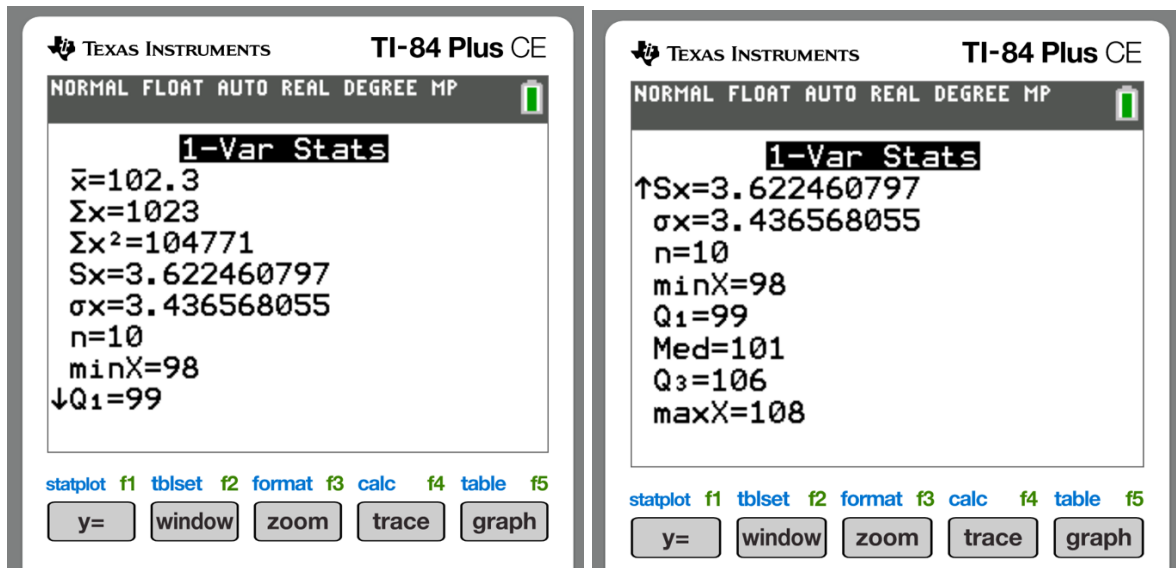 TEXAS INSTRUMENTS TI-84 Plus CE
NORMAL FLOAT AUTO REAL DEGREE MP
1-Var Stats
x̄=102.3
Σx=1023
Σx²=104771
Sx=3.622460797
σx=3.436568055
n=10
minX=98
↓Q₁=99
statplot f1 tblset f2 format f3 calc f4 table f5
y= window zoom trace graph
TEXAS INSTRUMENTS TI-84 Plus CE
NORMAL FLOAT AUTO REAL DEGREE MP
1-Var Stats
↑Sx=3.622460797
σx=3.436568055
n=10
minX=98
Q₁=99
Med=101
Q₃=106
maxX=108
statplot f1 tblset f2 format f3 calc f4 table f5
y= window zoom trace graph